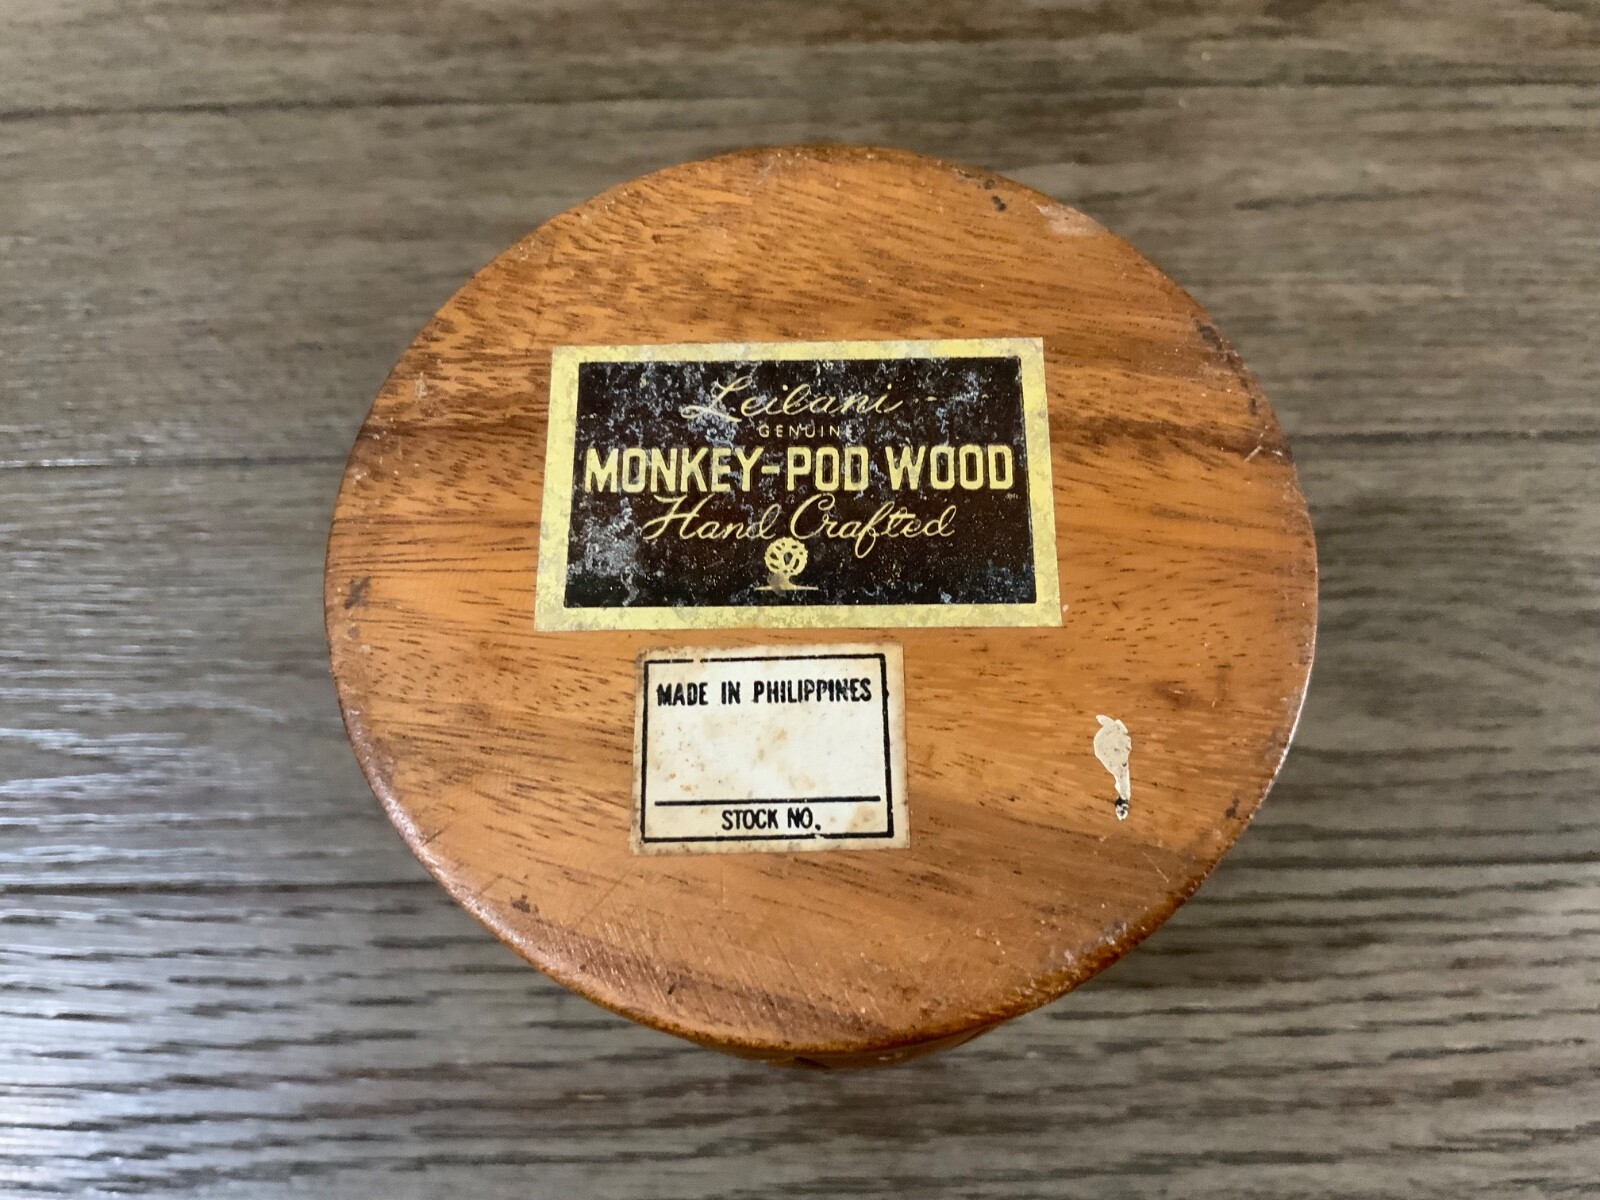 Leilani
GENUINE
MONKEY-POD WOOD
Hand Crafted
MADE IN PHILIPPINES
STOCK NO.